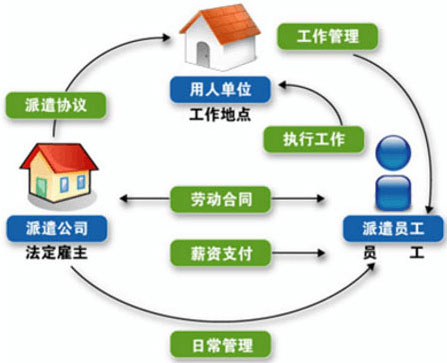 工作管理
派遣协议
用人单位
工作地点
执行工作
劳动合同
派遣公司
法定雇主
派遣员工
员 工
薪资支付
日常管理